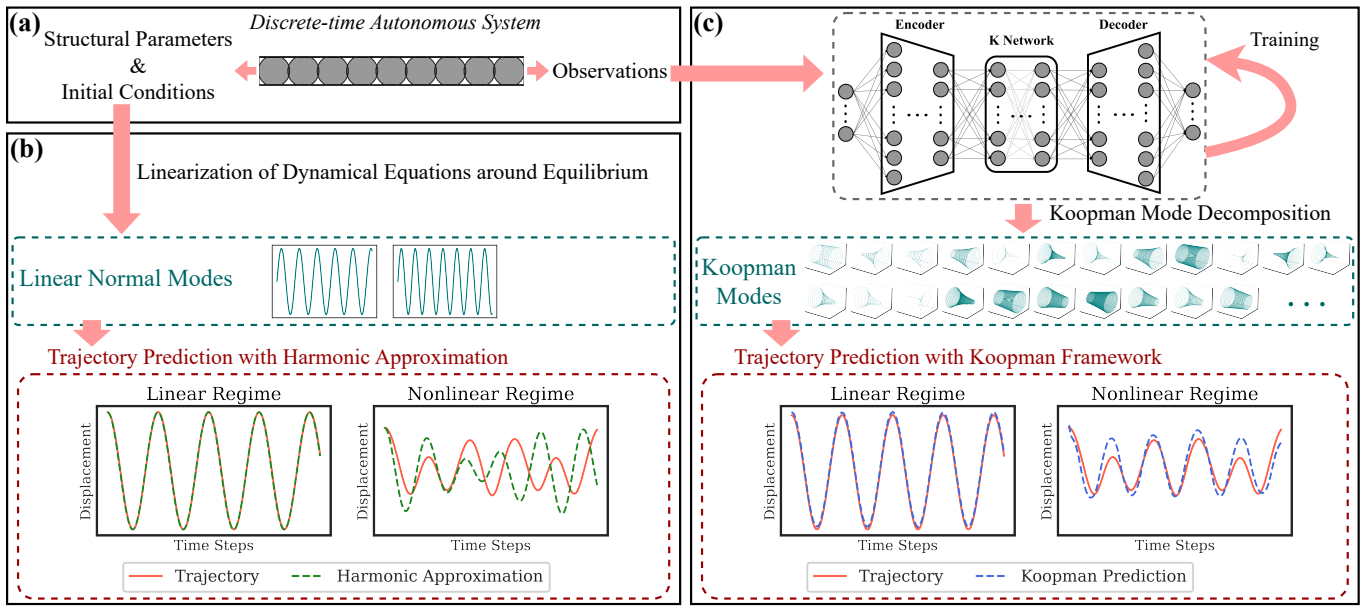 (a)
Discrete-time Autonomous System
Structural Parameters
&
Initial Conditions
Observations
(b)
Linearization of Dynamical Equations around Equilibrium
Linear Normal Modes
Trajectory Prediction with Harmonic Approximation
Linear Regime
Nonlinear Regime
Displacement
Time Steps
Displacement
Time Steps
Trajectory
Harmonic Approximation
(c)
Encoder
K Network
Decoder
Training
Koopman Mode Decomposition
Koopman
Modes
Trajectory Prediction with Koopman Framework
Linear Regime
Nonlinear Regime
Displacement
Time Steps
Displacement
Time Steps
Trajectory
Koopman Prediction